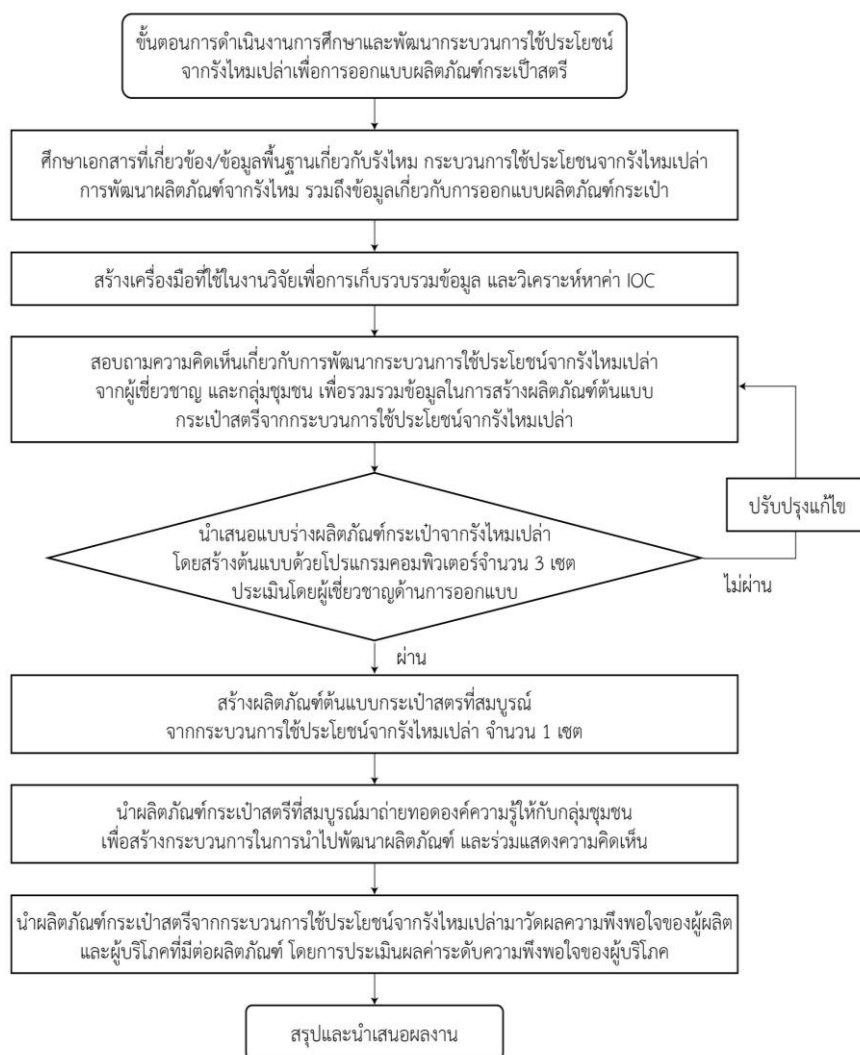 ขั้นตอนการดำเนินงานการศึกษาและพัฒนากระบวนการใช้ประโยชน์
จากรังไหมเปล่าเพื่อการออกแบบผลิตภัณฑ์กระเป๋าสตรี
ศึกษาเอกสารที่เกี่ยวข้อง/ข้อมูลพื้นฐานเกี่ยวกับรังไหม กระบวนการใช้ประโยชนจากรังไหมเปล่า
การพัฒนาผลิตภัณฑ์จากรังไหม รวมถึงข้อมูลเกี่ยวกับการออกแบบผลิตภัณฑ์กระเป๋า
สร้างเครื่องมือที่ใช้ในงานวิจัยเพื่อการเก็บรวบรวมข้อมูล และวิเคราะห์หาค่า IOC
สอบถามความคิดเห็นเกี่ยวกับการพัฒนากระบวนการใช้ประโยชน์จากรังไหมเปล่า
จากผู้เชี่ยวชาญ และกลุ่มชุมชน เพื่อรวมรวมข้อมูลในการสร้างผลิตภัณฑ์ต้นแบบ
กระเป๋าสตรีจากกระบวนการใช้ประโยชน์จากรังไหมเปล่า
ปรับปรุงแก้ไข
นำเสนอแบบร่างผลิตภัณฑ์กระเป๋าจากรังไหมเปล่า
โดยสร้างต้นแบบด้วยโปรแกรมคอมพิวเตอร์จำนวน 3 เซต
ประเมินโดยผู้เชี่ยวชาญด้านการออกแบบ
ไม่ผ่าน
ผ่าน
สร้างผลิตภัณฑ์ต้นแบบกระเป๋าสตรที่สมบูรณ์
จากกระบวนการใช้ประโยชน์จากรังไหมเปล่า จำนวน 1 เซต
นำผลิตภัณฑ์กระเป๋าสตรีที่สมบูรณ์มาถ่ายทอดองค์ความรู้ให้กับกลุ่มชุมชน
เพื่อสร้างกระบวนการในการนำไปพัฒนาผลิตภัณฑ์ และร่วมแสดงความคิดเห็น
นำผลิตภัณฑ์กระเป๋าสตรีจากกระบวนการใช้ประโยชน์จากรังไหมเปล่ามาวัดผลความพึงพอใจของผู้ผลิต
และผู้บริโภคที่มีต่อผลิตภัณฑ์ โดยการประเมินผลค่าระดับความพึงพอใจของผู้บริโภค
สรุปและนำเสนอผลงาน